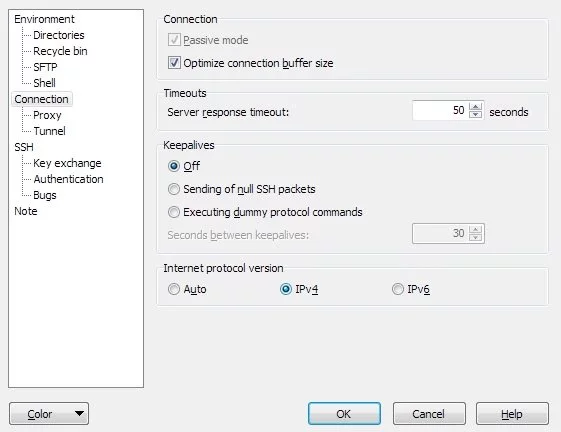 Environment
Directories
Recycle bin
SFTP
Shell
Connection
Proxy
Tunnel
SSH
Key exchange
Authentication
Bugs
Note
Connection
Passive mode
Optimize connection buffer size
Timeouts
Server response timeout: 50 seconds
Keepalives
Off
Sending of null SSH packets
Executing dummy protocol commands
Seconds between keepalives: 30
Internet protocol version
Auto IPv4 IPv6
Color OK Cancel Help